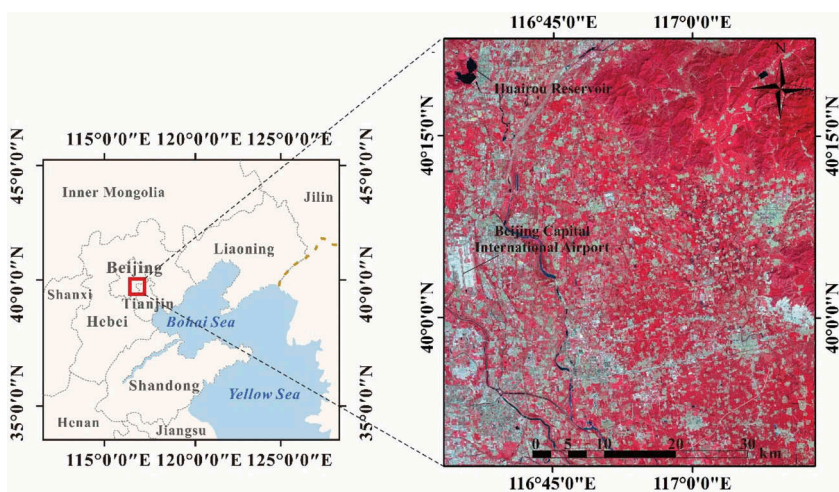 115°0'0"E 120°0'0"E 125°0'0"E
45°0'0"N
40°0'0"N
35°0'0"N
Inner Mongolia
Jilin
Liaoning
Beijing
Shanxi
Tianjin
Hebei
Bohai Sea
Shandong
Yellow Sea
Henan
Jiangsu
45°0'0"N
40°0'0"N
35°0'0"N
115°0'0"E 120°0'0"E 125°0'0"E
116°45'0"E 117°0'0"E
40°15'0"N
40°0'0"N
N
Huairou Reservoir
Beijing Capital
International Airport
0 5 10 20 30
km
40°15'0"N
40°0'0"N
116°45'0"E 117°0'0"E